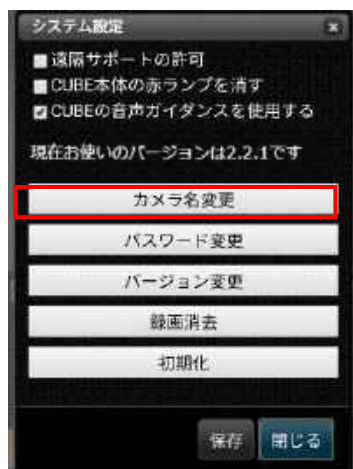 システム設定
遠隔サポートの許可
CUBE本体の赤ランプを消す
CUBEの音声ガイダンスを使用する
現在お使いのバージョンは2.2.1です
カメラ名変更
パスワード変更
バージョン変更
録画消去
初期化
保存 閉じる